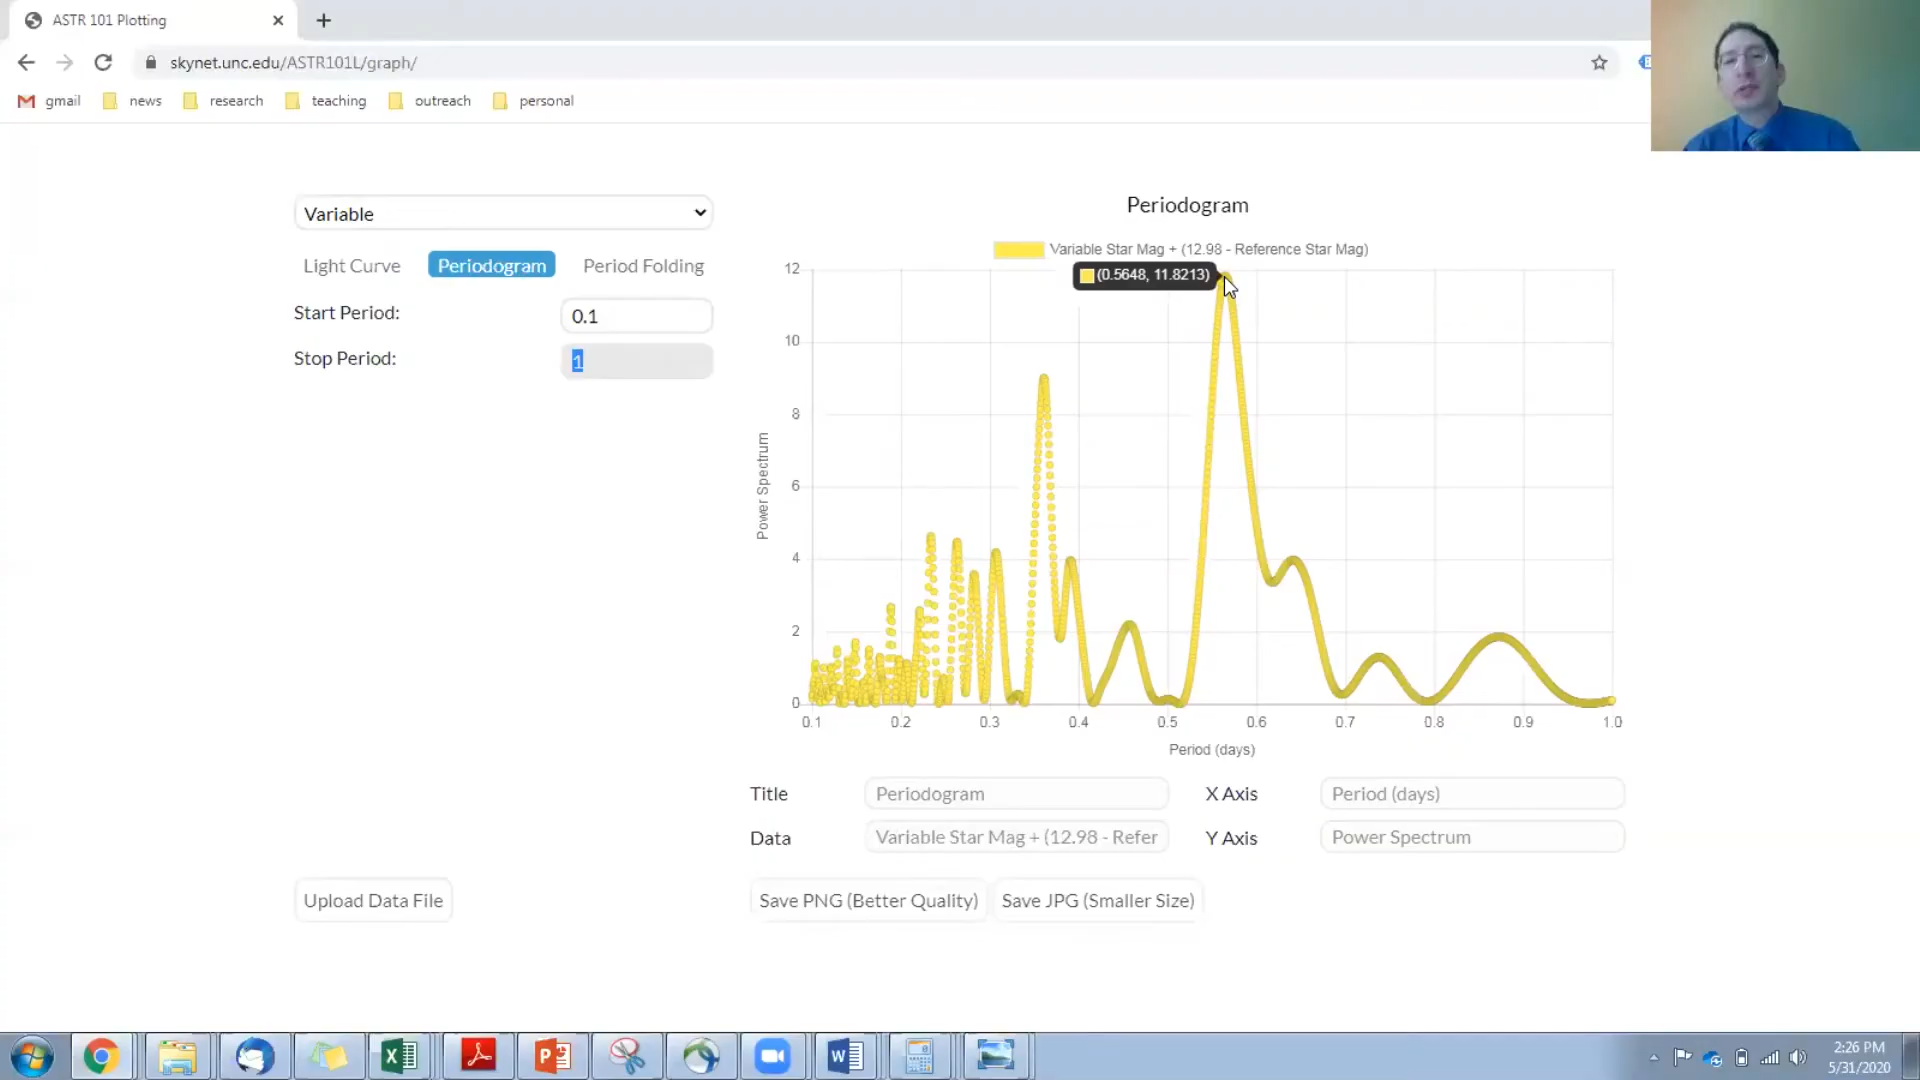 ASTR 101 Plotting
skynet.unc.edu/ASTR101L/graph/
gmail news research teaching outreach personal
Variable
Light Curve Periodogram Period Folding
Start Period: 0.1
Stop Period: 1
Periodogram
Variable Star Mag + (12.98 - Reference Star Mag)
(0.5648, 11.8213)
12
10
8
6
4
2
0
Power Spectrum
0.1 0.2 0.3 0.4 0.5 0.6 0.7 0.8 0.9 1.0
Period (days)
Title Periodogram X Axis Period (days)
Data Variable Star Mag + (12.98 - Refer Y Axis Power Spectrum
Upload Data File Save PNG (Better Quality) Save JPG (Smaller Size)
2:26 PM
5/31/2020